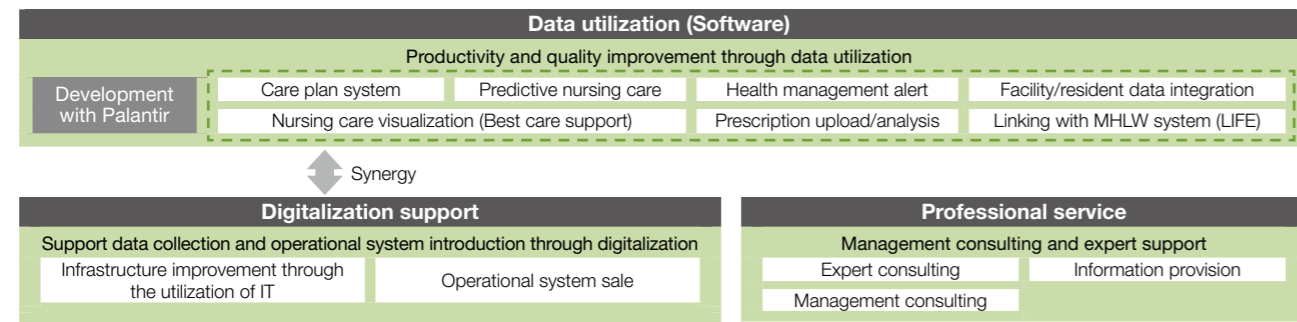 Data utilization (Software)
Productivity and quality improvement through data utilization
Development
with Palantir
Care plan system
Predictive nursing care
Health management alert
Facility/resident data integration
Nursing care visualization (Best care support)
Prescription upload/analysis
Linking with MHLW system (LIFE)
Synergy
Digitalization support
Support data collection and operational system introduction through digitalization
Infrastructure improvement through
the utilization of IT
Operational system sale
Professional service
Management consulting and expert support
Expert consulting
Information provision
Management consulting